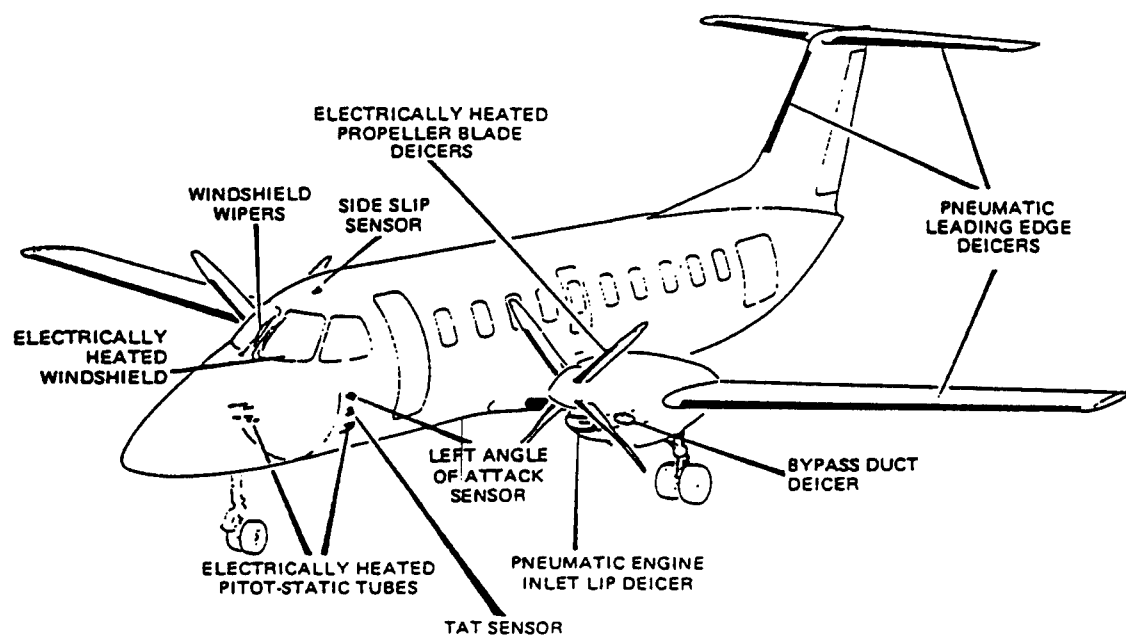 ELECTRICALLY HEATED
PROPELLER BLADE
DEICERS
WINDSHIELD
WIPERS
SIDE SLIP
SENSOR
PNEUMATIC
LEADING EDGE
DEICERS
ELECTRICALLY
HEATED
WINDSHIELD
LEFT ANGLE
OF ATTACK
SENSOR
BYPASS DUCT
DEICER
ELECTRICALLY HEATED
PITOT-STATIC TUBES
PNEUMATIC ENGINE
INLET LIP DEICER
TAT SENSOR